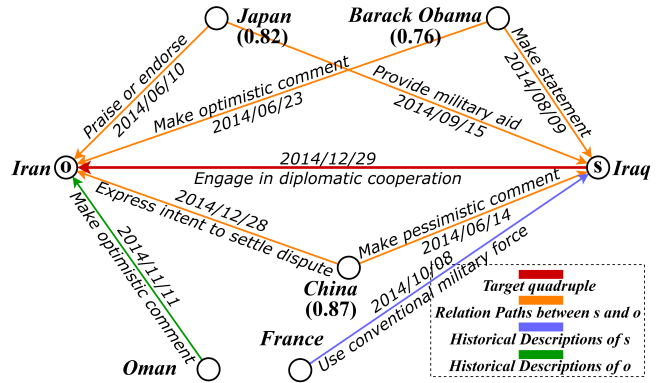 Japan
(0.82)
Barack Obama
(0.76)
Praise or endorse
2014/06/10
Make optimistic comment
2014/06/23
Provide military aid
2014/09/15
Make statement
2014/08/09
Iran
o
2014/12/29
Engage in diplomatic cooperation
s
Iraq
2014/12/28
Express intent to settle dispute
Make pessimistic comment
2014/06/14
2014/11/11
Make optimistic comment
China
(0.87)
2014/10/08
Use conventional military force
Oman
France
Target quadruple
Relation Paths between s and o
Historical Descriptions of s
Historical Descriptions of o